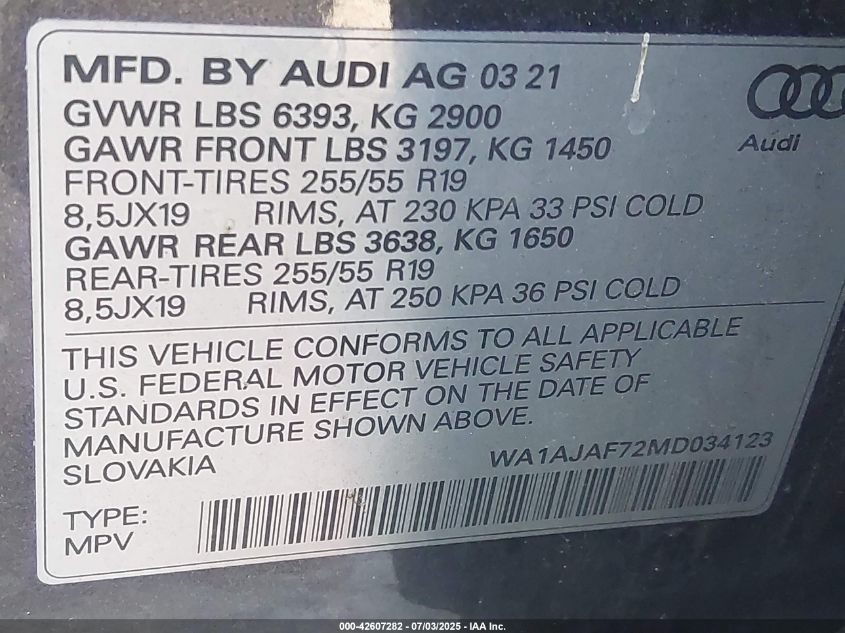 MFD. BY AUDI AG 03 21
GVWR LBS 6393, KG 2900
GAWR FRONT LBS 3197, KG 1450
FRONT-TIRES 255/55 R19
8,5JX19 RIMS, AT 230 KPA 33 PSI COLD
GAWR REAR LBS 3638, KG 1650
REAR-TIRES 255/55 R19
8,5JX19 RIMS, AT 250 KPA 36 PSI COLD
Audi
THIS VEHICLE CONFORMS TO ALL APPLICABLE
U.S. FEDERAL MOTOR VEHICLE SAFETY
STANDARDS IN EFFECT ON THE DATE OF
MANUFACTURE SHOWN ABOVE.
SLOVAKIA WA1AJAF72MD034123
TYPE:
MPV
000-42607282 - 07/03/2025 - IAA Inc.